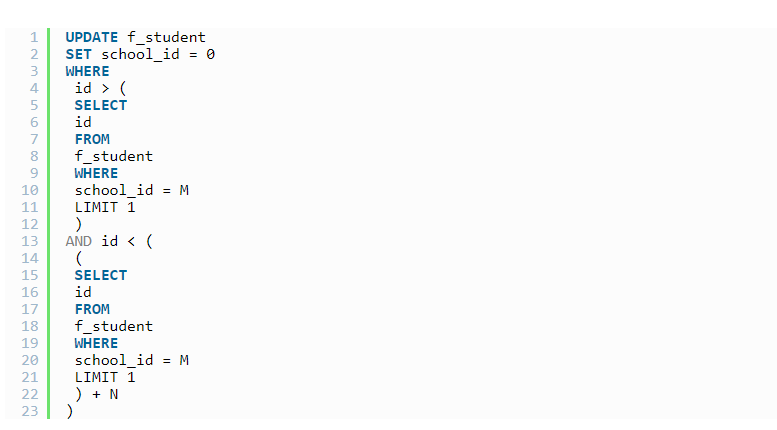 1 UPDATE f_student
2 SET school_id = 0
3 WHERE
4 id > (
5 SELECT
6 id
7 FROM
8 f_student
9 WHERE
10 school_id = M
11 LIMIT 1
12 )
13 AND id < (
14 (
15 SELECT
16 id
17 FROM
18 f_student
19 WHERE
20 school_id = M
21 LIMIT 1
22 ) + N
23 )